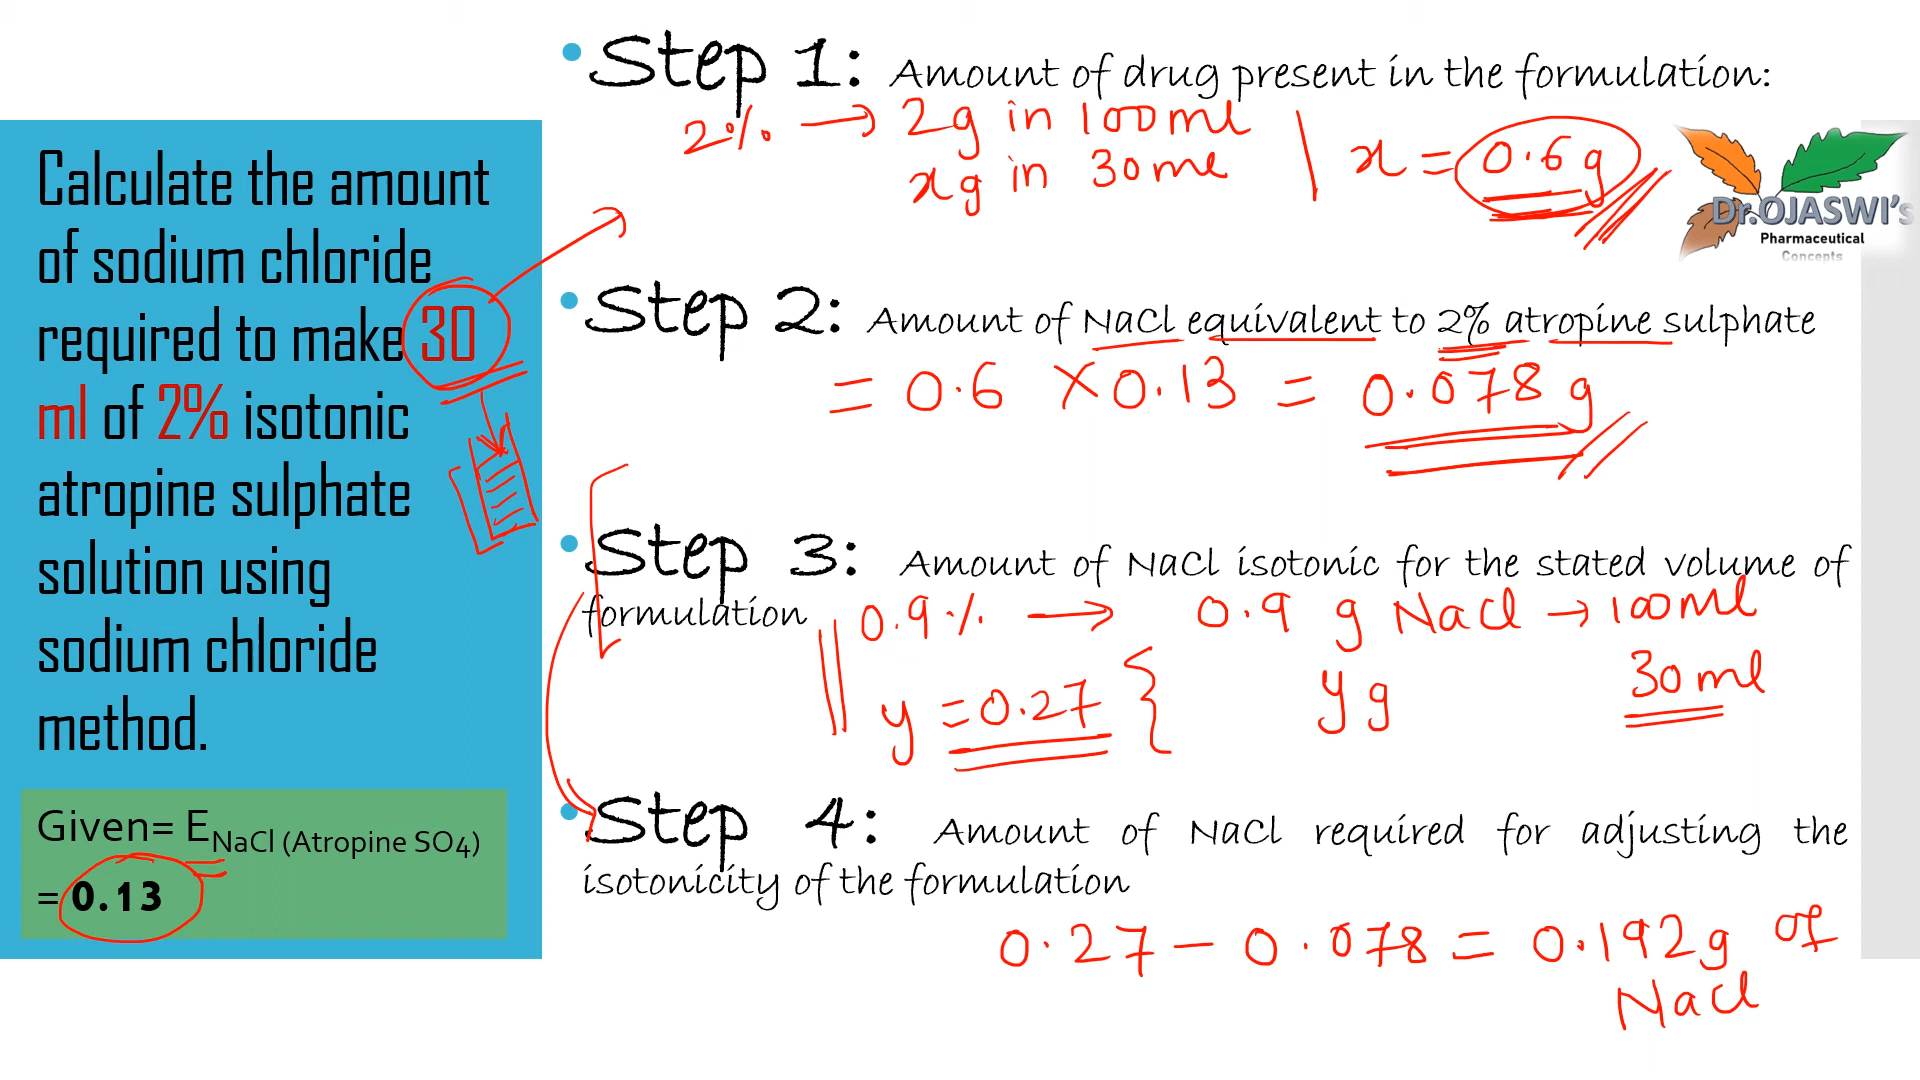 Calculate the amount
of sodium chloride
required to make 30
ml of 2% isotonic
atropine sulphate
solution using
sodium chloride
method.
Given= E NaCl (Atropine SO4)
= 0.13
• Step 1: Amount of drug present in the formulation:
2% → 2g in 100ml
xg in 30ml
x = 0.6g
Dr.OJASWI's
Pharmaceutical
Concepts
• Step 2: Amount of NaCl equivalent to 2% atropine sulphate
= 0.6 × 0.13 = 0.078 g
• Step 3: Amount of NaCl isotonic for the stated volume of
formulation 0.9% → 0.9 g NaCl → 100ml
y g 30ml
y = 0.27
• Step 4: Amount of NaCl required for adjusting the
isotonicity of the formulation
0.27 – 0.078 = 0.192g of
NaCl